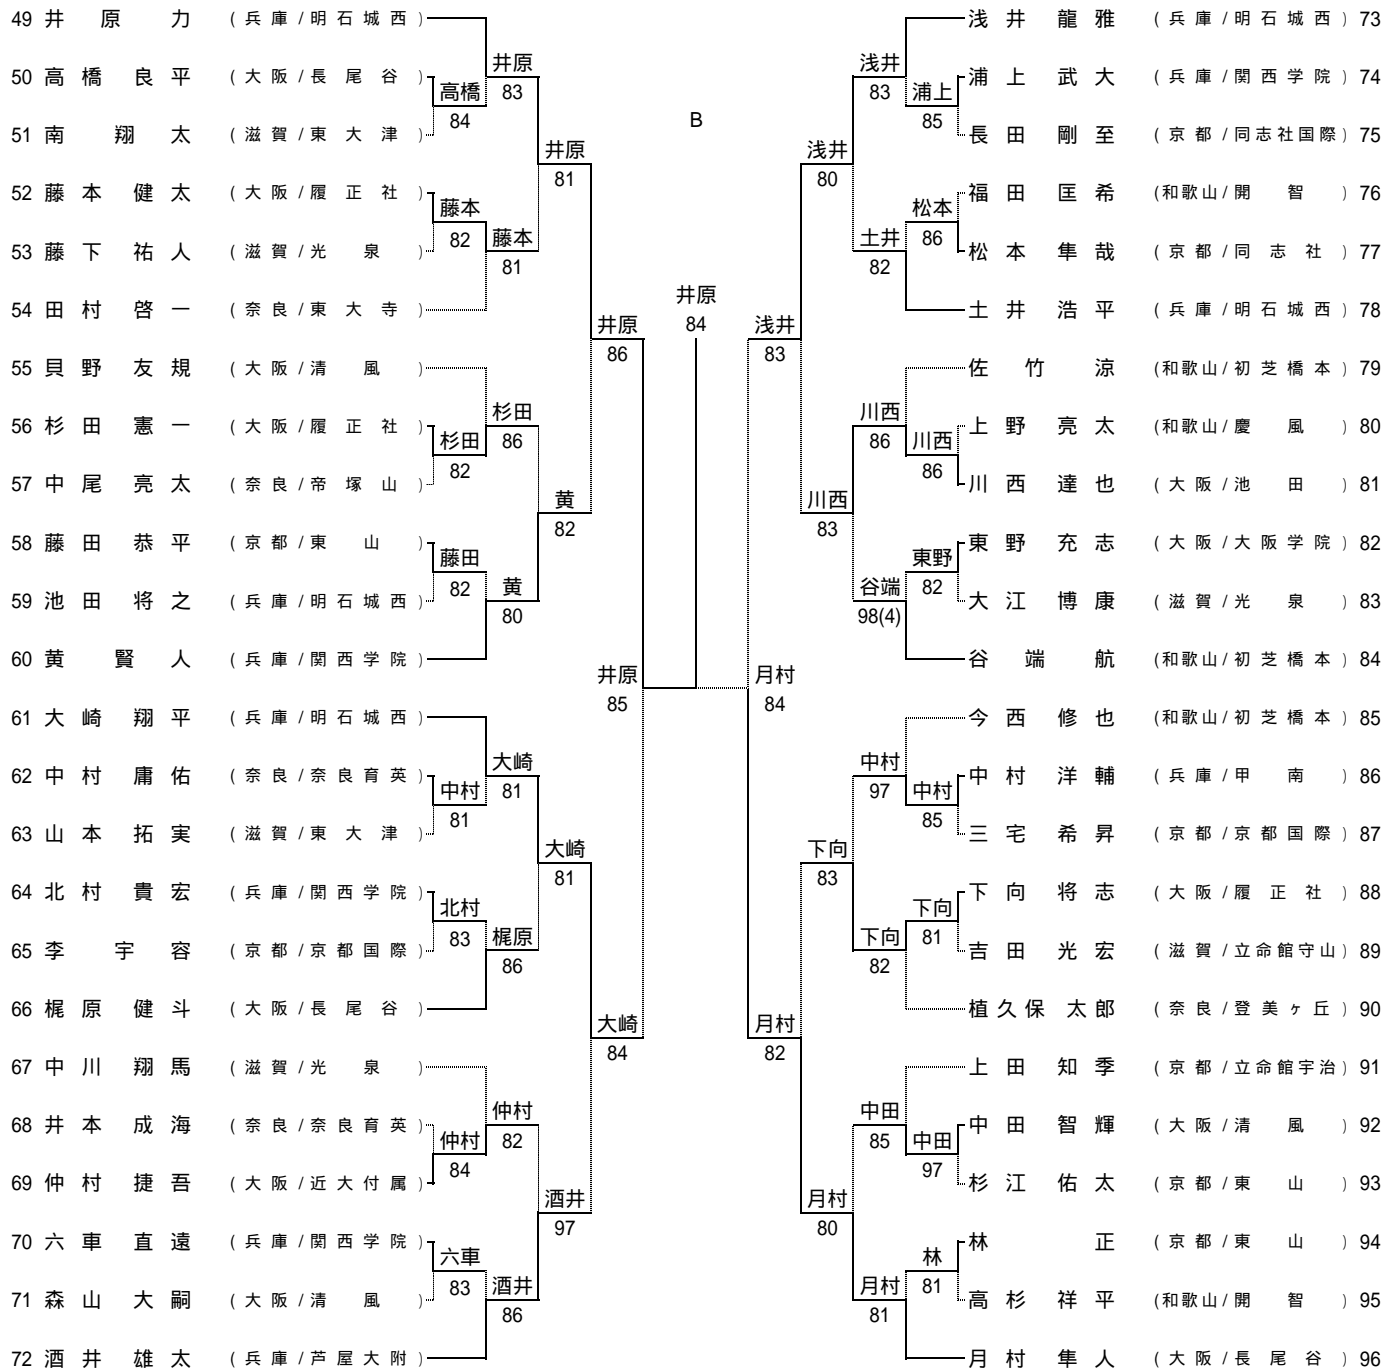 49 井原 力 (兵庫/明石城西)
50 高橋 良平 (大阪/長尾谷)
51 南 翔太 (滋賀/東大津)
52 藤本 健太 (大阪/履正社)
53 藤下 祐人 (滋賀/光泉)
54 田村 啓一 (奈良/東大寺)
55 貝野 友規 (大阪/清風)
56 杉田 憲一 (大阪/履正社)
57 中尾 亮太 (奈良/帝塚山)
58 藤田 恭平 (京都/東山)
59 池田 将之 (兵庫/明石城西)
60 黄 賢人 (兵庫/関西学院)
61 大崎 翔平 (兵庫/明石城西)
62 中村 庸佑 (奈良/奈良育英)
63 山本 拓実 (滋賀/東大津)
64 北村 貴宏 (兵庫/関西学院)
65 李 宇容 (京都/京都国際)
66 梶原 健斗 (大阪/長尾谷)
67 中川 翔馬 (滋賀/光泉)
68 井本 成海 (奈良/奈良育英)
69 仲村 捷吾 (大阪/近大付属)
70 六車 直遠 (兵庫/関西学院)
71 森山 大嗣 (大阪/清風)
72 酒井 雄太 (兵庫/芦屋大附)
高橋
84
藤本
82
杉田
82
藤田
82
中村
81
北村
83
仲村
84
六車
83
井原
83
藤本
81
杉田
86
黄
80
大崎
81
梶原
86
仲村
82
酒井
86
井原
81
黄
82
大崎
81
酒井
97
井原
86
大崎
84
井原
85
B
井原
84
月村
84
浅井
83
月村
82
浅井
80
川西
83
下向
83
月村
80
浅井
83
土井
82
川西
86
谷端
98(4)
中村
97
下向
82
中田
85
月村
81
浦上
85
松本
86
川西
86
東野
82
中村
85
下向
81
中田
97
林
81
浅井 龍雅 (兵庫/明石城西) 73
浦上 武大 (兵庫/関西学院) 74
長田 剛至 (京都/同志社国際) 75
福田 匡希 (和歌山/開智) 76
松本 隼哉 (京都/同志社) 77
土井 浩平 (兵庫/明石城西) 78
佐竹 涼 (和歌山/初芝橋本) 79
上野 亮太 (和歌山/慶風) 80
川西 達也 (大阪/池田) 81
東野 充志 (大阪/大阪学院) 82
大江 博康 (滋賀/光泉) 83
谷端 航 (和歌山/初芝橋本) 84
今西 修也 (和歌山/初芝橋本) 85
中村 洋輔 (兵庫/甲南) 86
三宅 希昇 (京都/京都国際) 87
下向 将志 (大阪/履正社) 88
吉田 光宏 (滋賀/立命館守山) 89
植久保 太郎 (奈良/登美ヶ丘) 90
上田 知季 (京都/立命館宇治) 91
中田 智輝 (大阪/清風) 92
杉江 佑太 (京都/東山) 93
林 正 (京都/東山) 94
高杉 祥平 (和歌山/開智) 95
月村 隼人 (大阪/長尾谷) 96